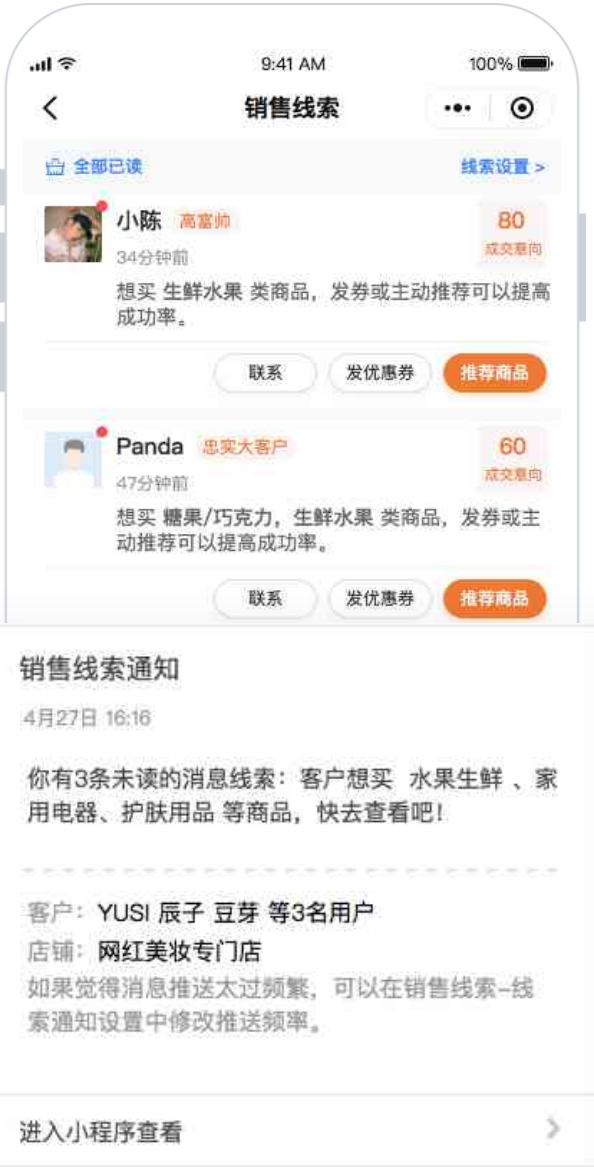 9:41 AM
100%
销售线索
全部已读
线索设置 >
小陈 高富帅
80
34分钟前
成交意向
想买 生鲜水果 类商品，发券或主动推荐可以提高
成功率。
联系 发优惠券 推荐商品
Panda 忠实大客户
60
47分钟前
成交意向
想买 糖果/巧克力，生鲜水果 类商品，发券或主
动推荐可以提高成功率。
联系 发优惠券 推荐商品
销售线索通知
4月27日 16:16
你有3条未读的消息线索：客户想买 水果生鲜 、家
用电器、护肤用品 等商品，快去查看吧！
客户：YUSI 辰子 豆芽 等3名用户
店铺：网红美妆专门店
如果觉得消息推送太过频繁，可以在销售线索-线
索通知设置中修改推送频率。
进入小程序查看